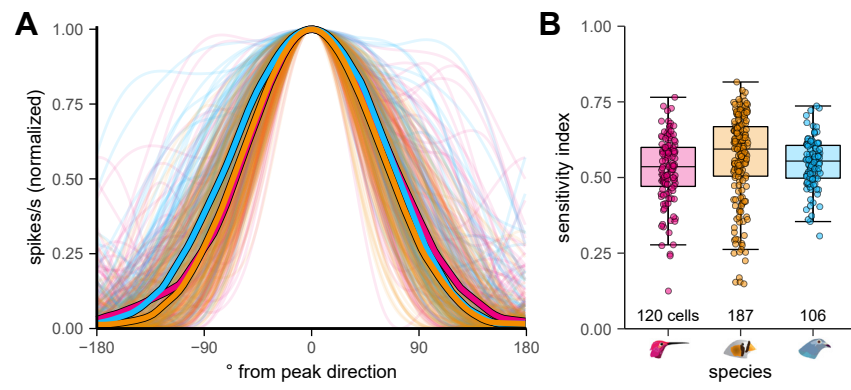 A
spikes/s (normalized)
1.00
0.75
0.50
0.25
0.00
−180
−90
0
90
180
° from peak direction
B
sensitivity index
1.00
0.75
0.50
0.25
0.00
120 cells
187
106
species